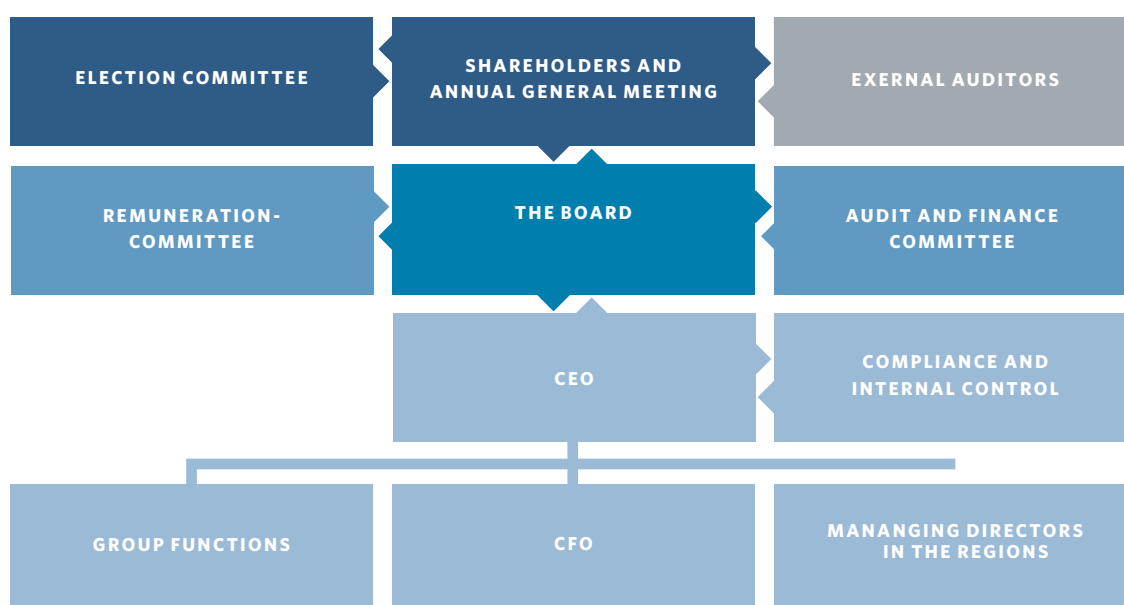 ELECTION COMMITTEE
SHAREHOLDERS AND
ANNUAL GENERAL MEETING
EXERNAL AUDITORS
REMUNERATION-
COMMITTEE
THE BOARD
AUDIT AND FINANCE
COMMITTEE
CEO
COMPLIANCE AND
INTERNAL CONTROL
GROUP FUNCTIONS
CFO
MANANGING DIRECTORS
IN THE REGIONS